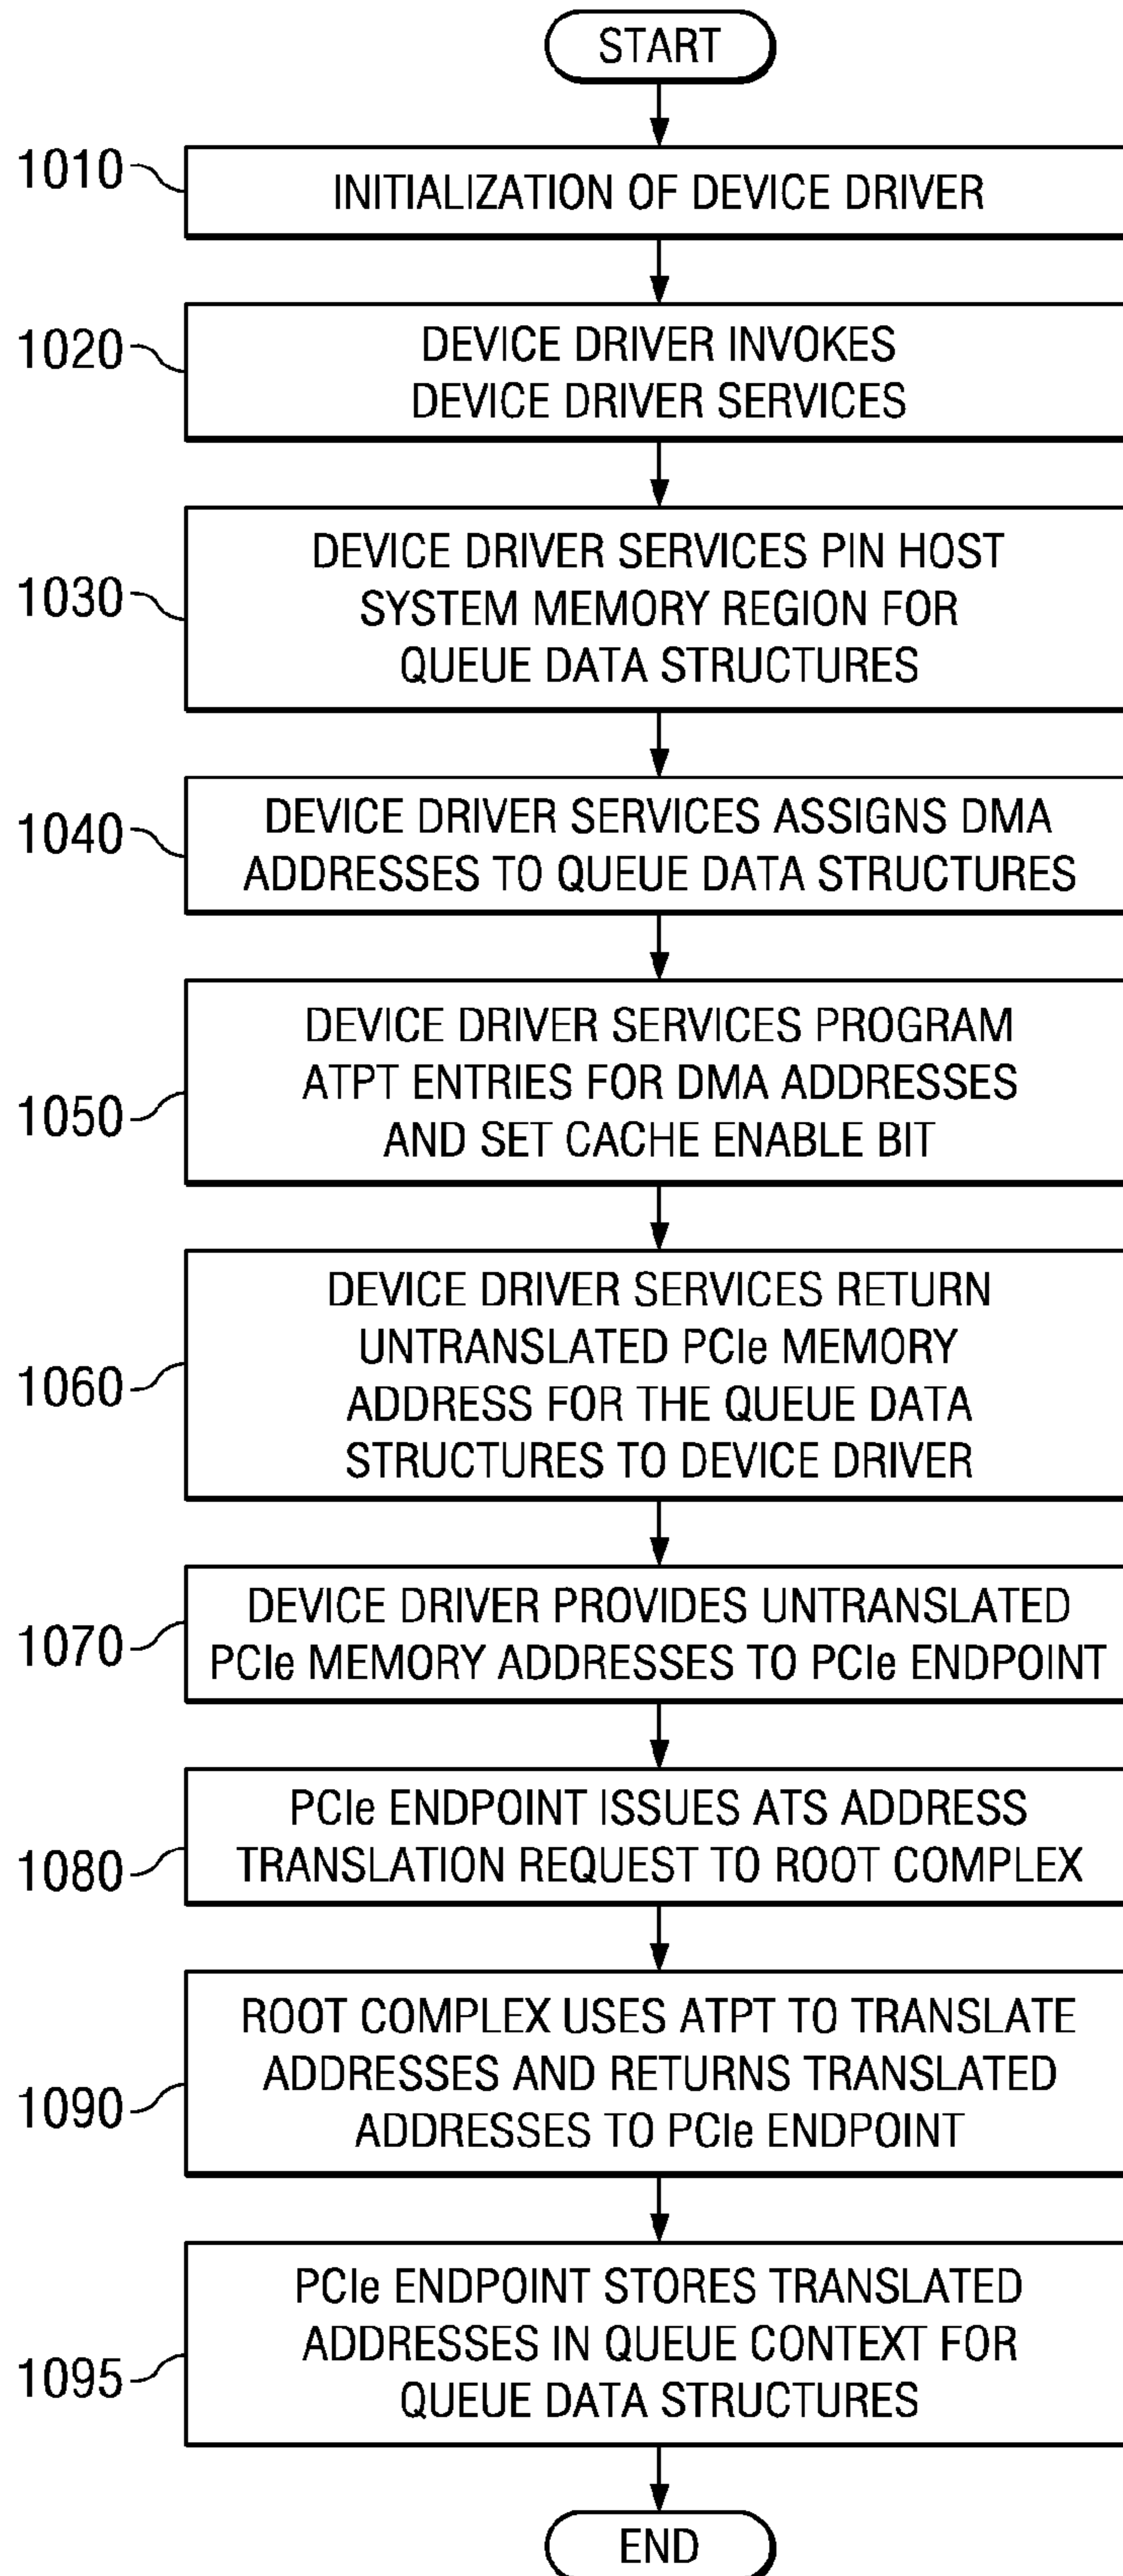 START
1010
INITIALIZATION OF DEVICE DRIVER
1020
DEVICE DRIVER INVOKES
DEVICE DRIVER SERVICES
1030
DEVICE DRIVER SERVICES PIN HOST
SYSTEM MEMORY REGION FOR
QUEUE DATA STRUCTURES
1040
DEVICE DRIVER SERVICES ASSIGNS DMA
ADDRESSES TO QUEUE DATA STRUCTURES
1050
DEVICE DRIVER SERVICES PROGRAM
ATPT ENTRIES FOR DMA ADDRESSES
AND SET CACHE ENABLE BIT
1060
DEVICE DRIVER SERVICES RETURN
UNTRANSLATED PCIe MEMORY
ADDRESS FOR THE QUEUE DATA
STRUCTURES TO DEVICE DRIVER
1070
DEVICE DRIVER PROVIDES UNTRANSLATED
PCIe MEMORY ADDRESSES TO PCIe ENDPOINT
1080
PCIe ENDPOINT ISSUES ATS ADDRESS
TRANSLATION REQUEST TO ROOT COMPLEX
1090
ROOT COMPLEX USES ATPT TO TRANSLATE
ADDRESSES AND RETURNS TRANSLATED
ADDRESSES TO PCIe ENDPOINT
1095
PCIe ENDPOINT STORES TRANSLATED
ADDRESSES IN QUEUE CONTEXT FOR
QUEUE DATA STRUCTURES
END